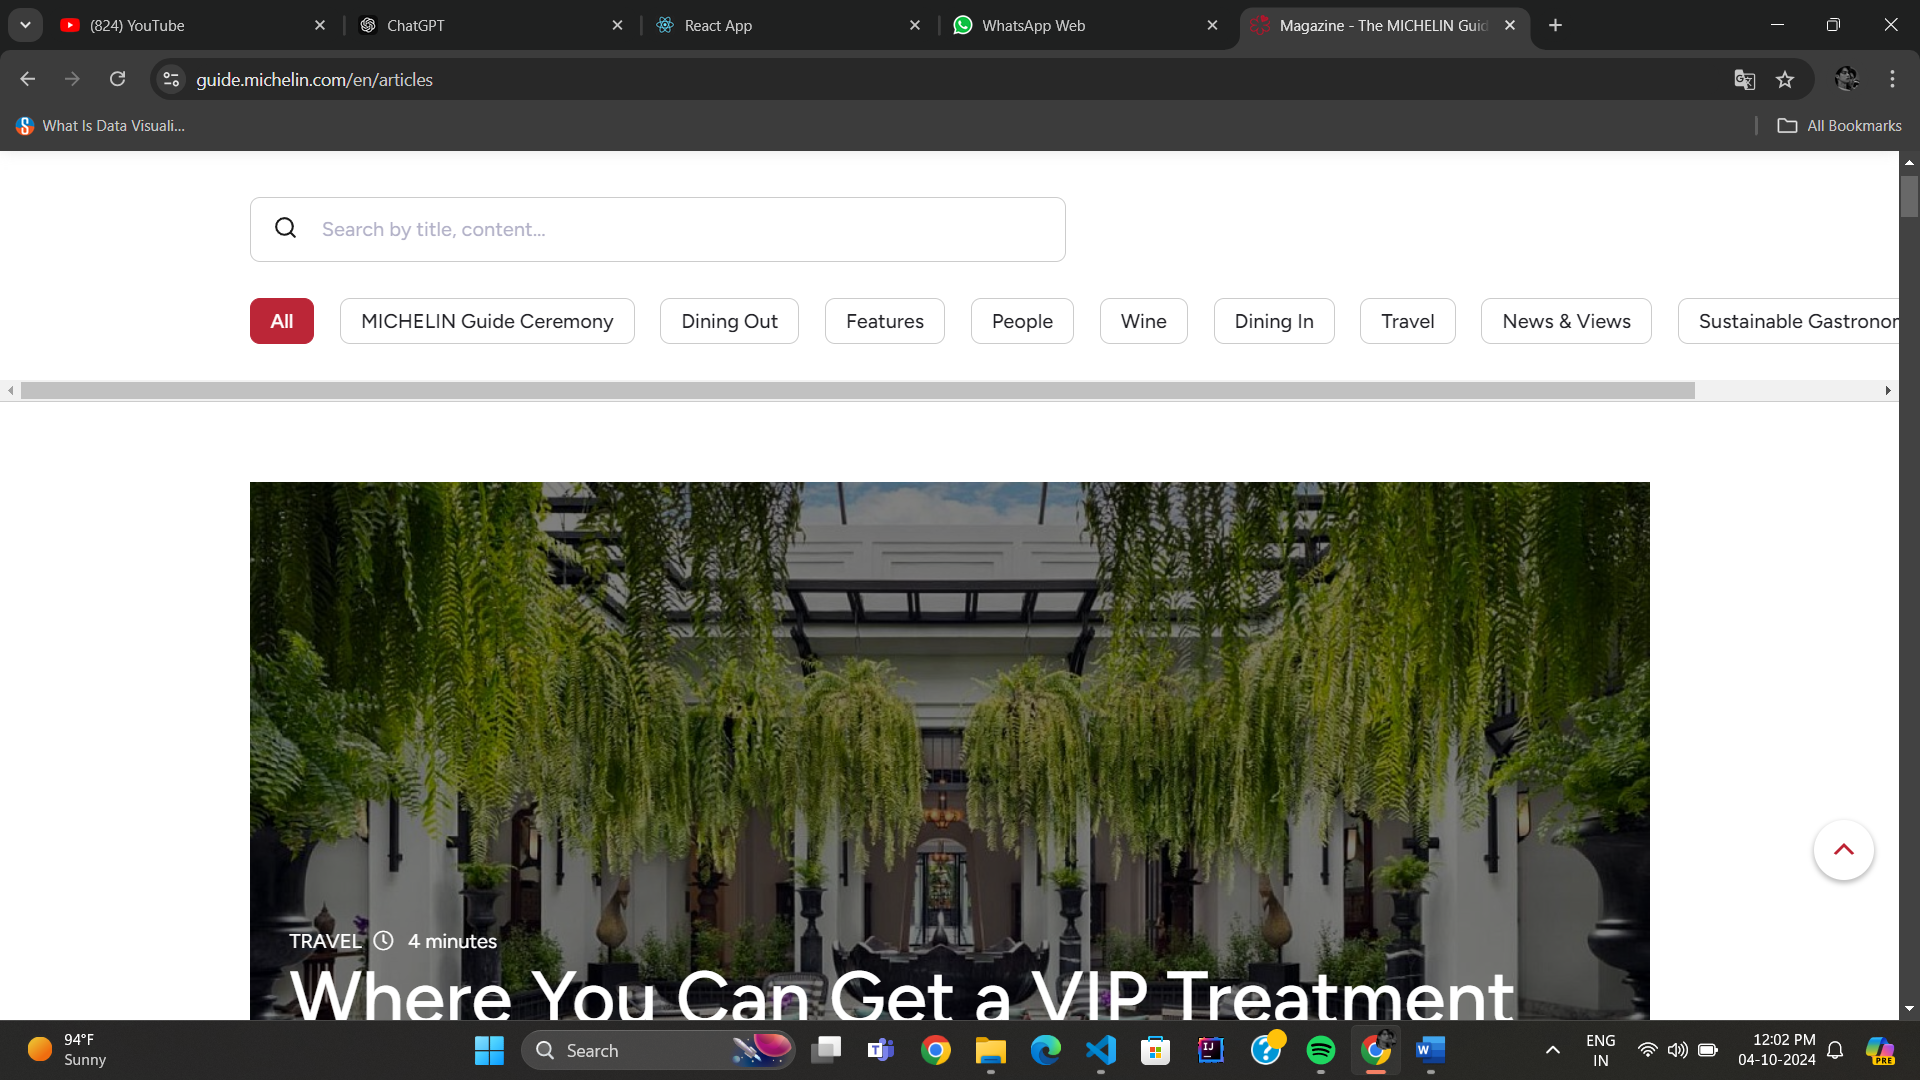 (824) YouTube
ChatGPT
React App
WhatsApp Web
Magazine - The MICHELIN Guid
guide.michelin.com/en/articles
What Is Data Visuali...
All Bookmarks
Search by title, content...
All
MICHELIN Guide Ceremony
Dining Out
Features
People
Wine
Dining In
Travel
News & Views
Sustainable Gastronom
TRAVEL 4 minutes
Where You Can Get a VIP Treatment
94°F
Sunny
Search
ENG
IN
12:02 PM
04-10-2024
PRE